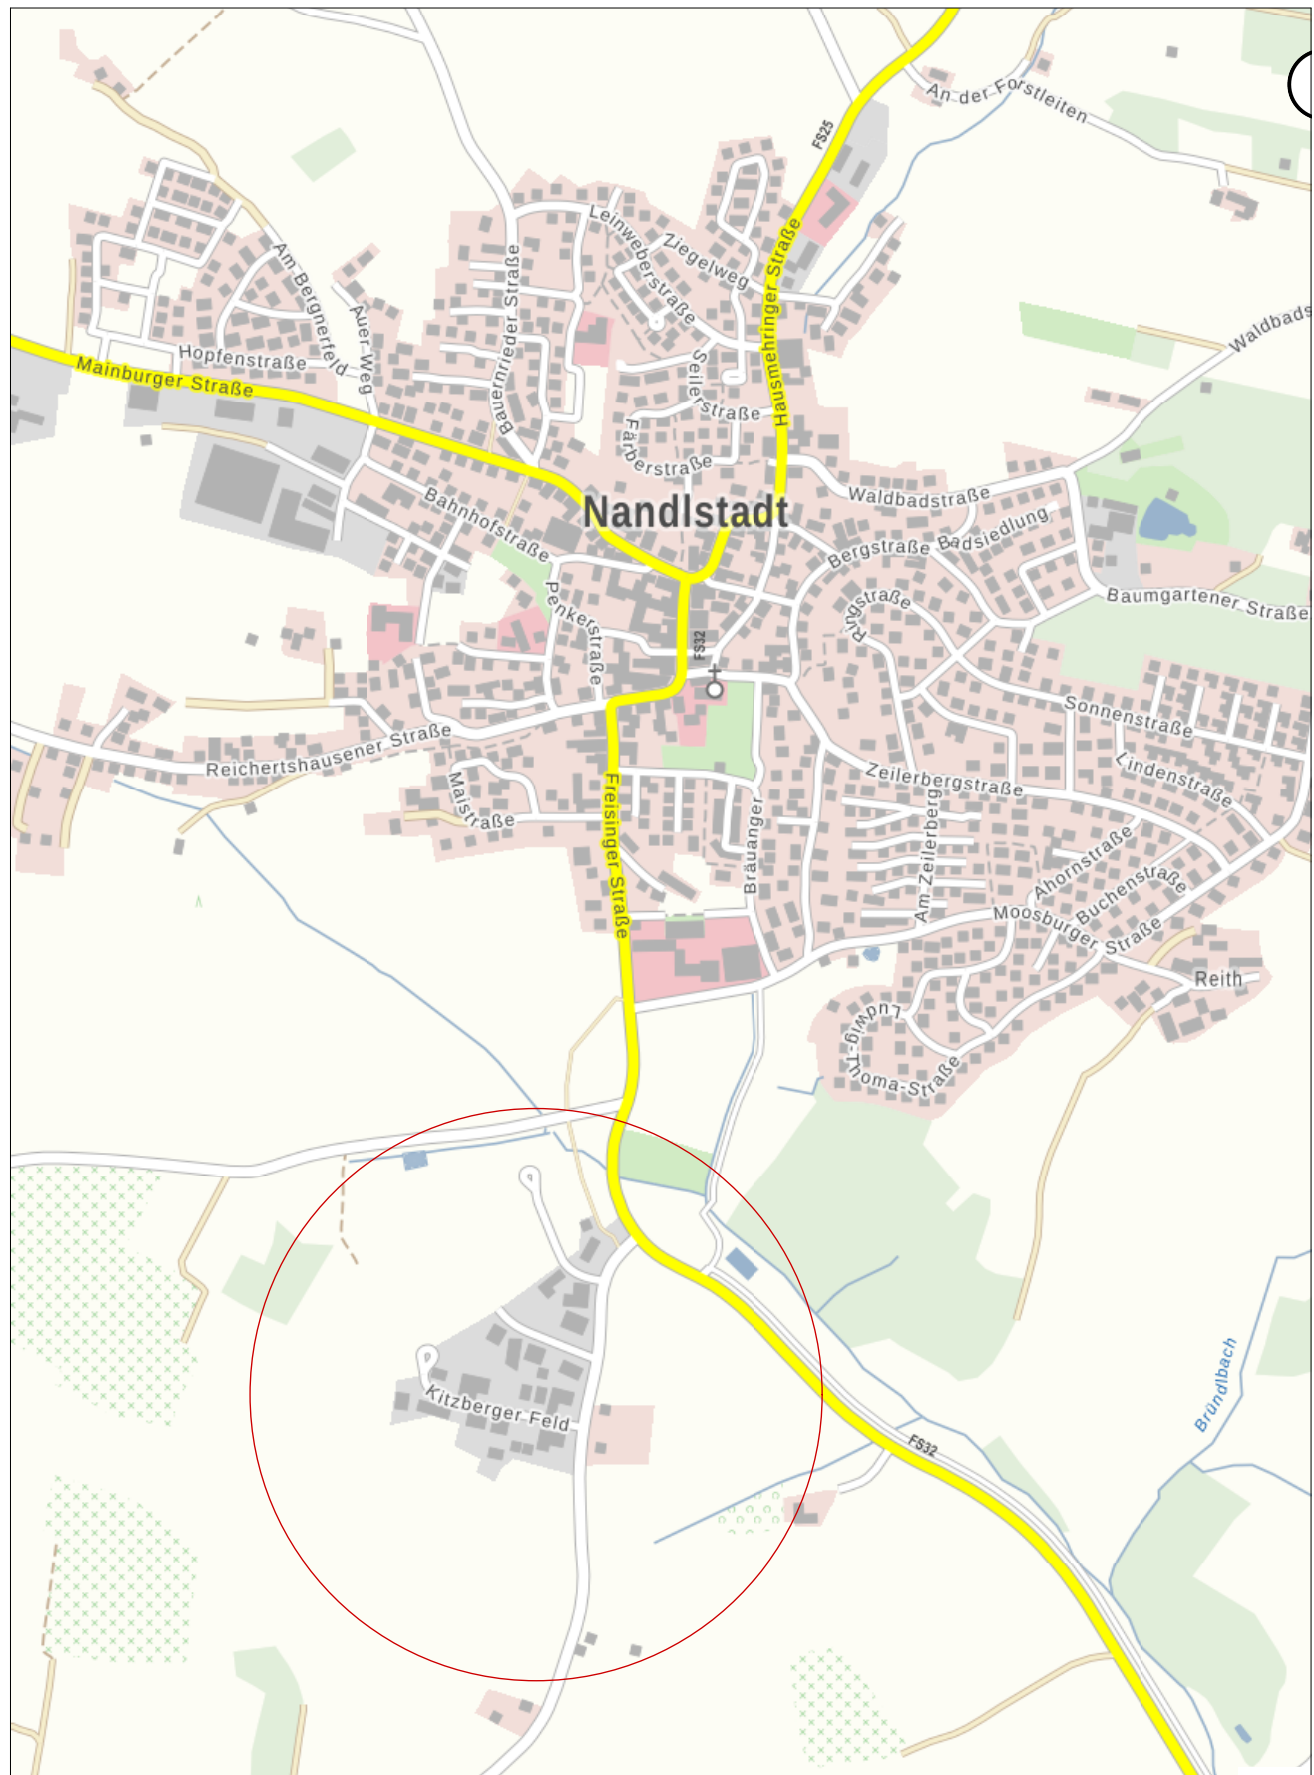 An der Forstleiten
FS25
Leinweberstraße
Ziegelweg
Hausmehringer Straße
Am Bergnerfeld
Auer Weg
Bauernrieder Straße
Waldbads
Hopfenstraße
Mainburger Straße
Seilerstraße
Färberstraße
Bahnhofstraße
Nandlstadt
Waldbadstraße
Bergstraße
Badsiedlung
Baumgartener Straße
Ringstraße
Penkerstraße
FS32
Sonnenstraße
Reichertshausener Straße
Lindenstraße
Zeilerbergstraße
Maistraße
Freisinger Straße
Bräuanger
Am Zeilerberg
Ahornstraße
Buchenstraße
Moosburger Straße
Reith
Ludwig-Thoma-Straße
Kitzberger Feld
Bründlbach
FS32